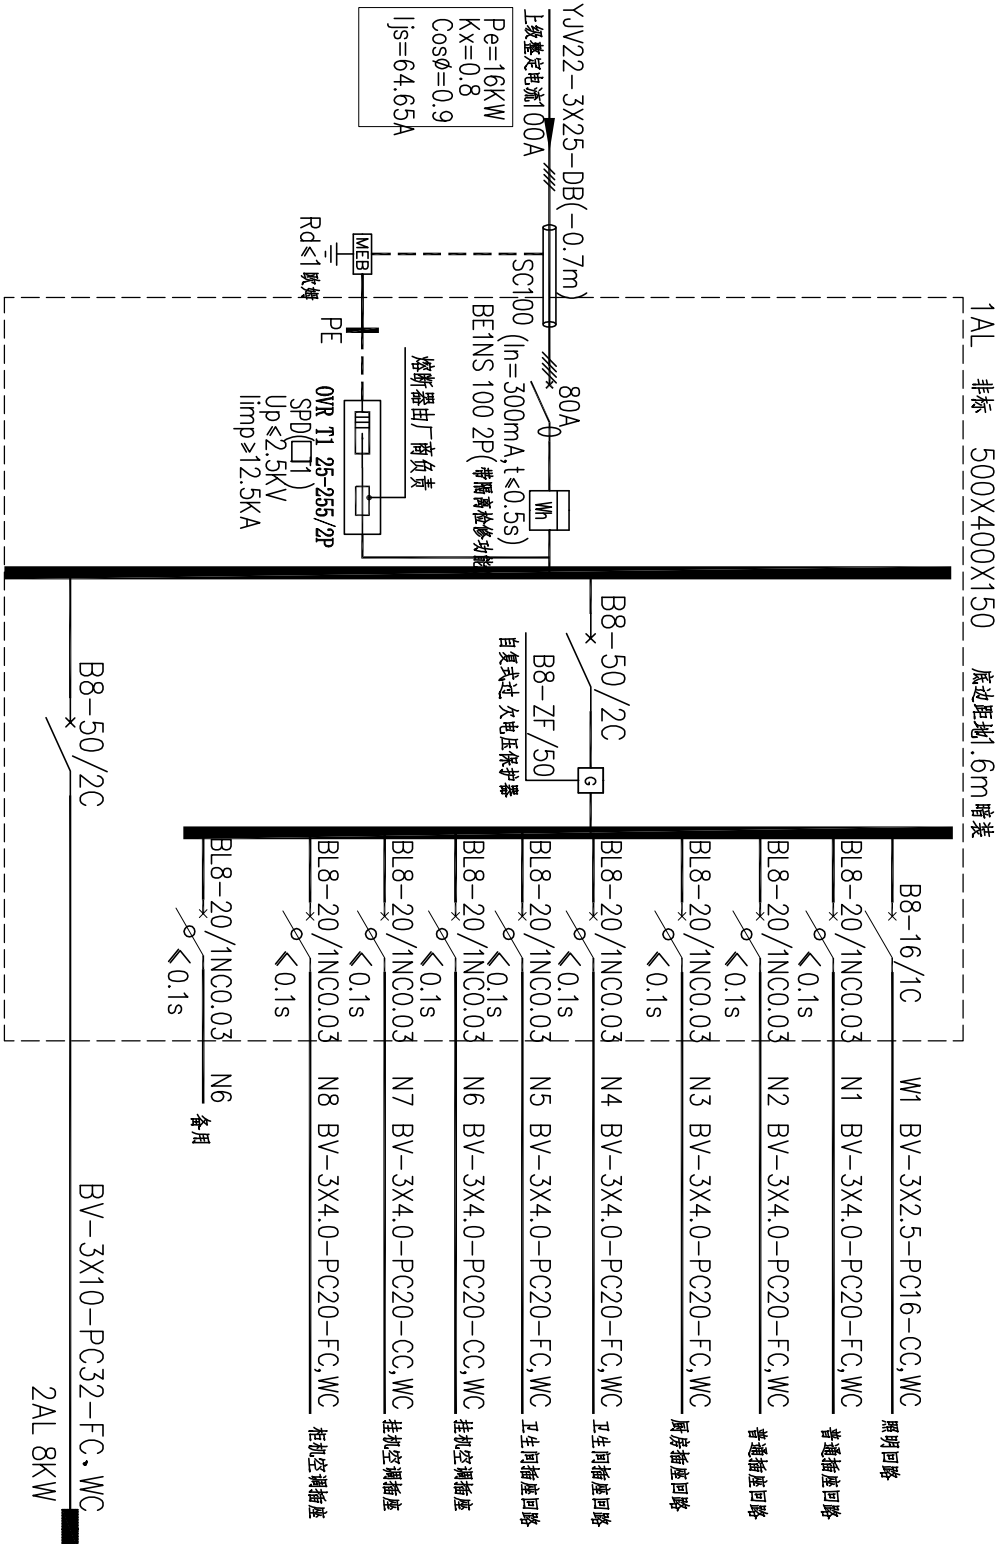 1AL 非标 500X400X150 底边距地1.6m暗装
YJV22-3X25-DB(-0.7m)
上级整定电流100A
Pe=16KW
Kx=0.8
CosØ=0.9
Ijs=64.65A
SC100
80A
(In=300mA,t≤0.5s)
BE1NS 100 2P(带隔离检修功能
Wh
MEB
Rd≤1欧姆
PE
熔断器由厂商负责
OVR T1 25-255/2P
SPD(□1)
Up≤2.5KV
Iimp≥12.5KA
B8-50/2C
G
B8-ZF/50
自复式过.欠电压保护器
B8-16/1C W1 BV-3X2.5-PC16-CC,WC 照明回路
BL8-20/1NC0.03 N1 BV-3X4.0-PC20-FC,WC 普通插座回路
≤0.1s
BL8-20/1NC0.03 N2 BV-3X4.0-PC20-FC,WC 普通插座回路
≤0.1s
BL8-20/1NC0.03 N3 BV-3X4.0-PC20-FC,WC 厨房插座回路
≤0.1s
BL8-20/1NC0.03 N4 BV-3X4.0-PC20-FC,WC 卫生间插座回路
≤0.1s
BL8-20/1NC0.03 N5 BV-3X4.0-PC20-FC,WC 卫生间插座回路
≤0.1s
BL8-20/1NC0.03 N6 BV-3X4.0-PC20-CC,WC 挂机空调插座
≤0.1s
BL8-20/1NC0.03 N7 BV-3X4.0-PC20-CC,WC 挂机空调插座
≤0.1s
BL8-20/1NC0.03 N8 BV-3X4.0-PC20-FC,WC 柜机空调插座
≤0.1s
BL8-20/1NC0.03 N6 备用
≤0.1s
B8-50/2C BV-3X10-PC32-FC、WC
2AL 8KW